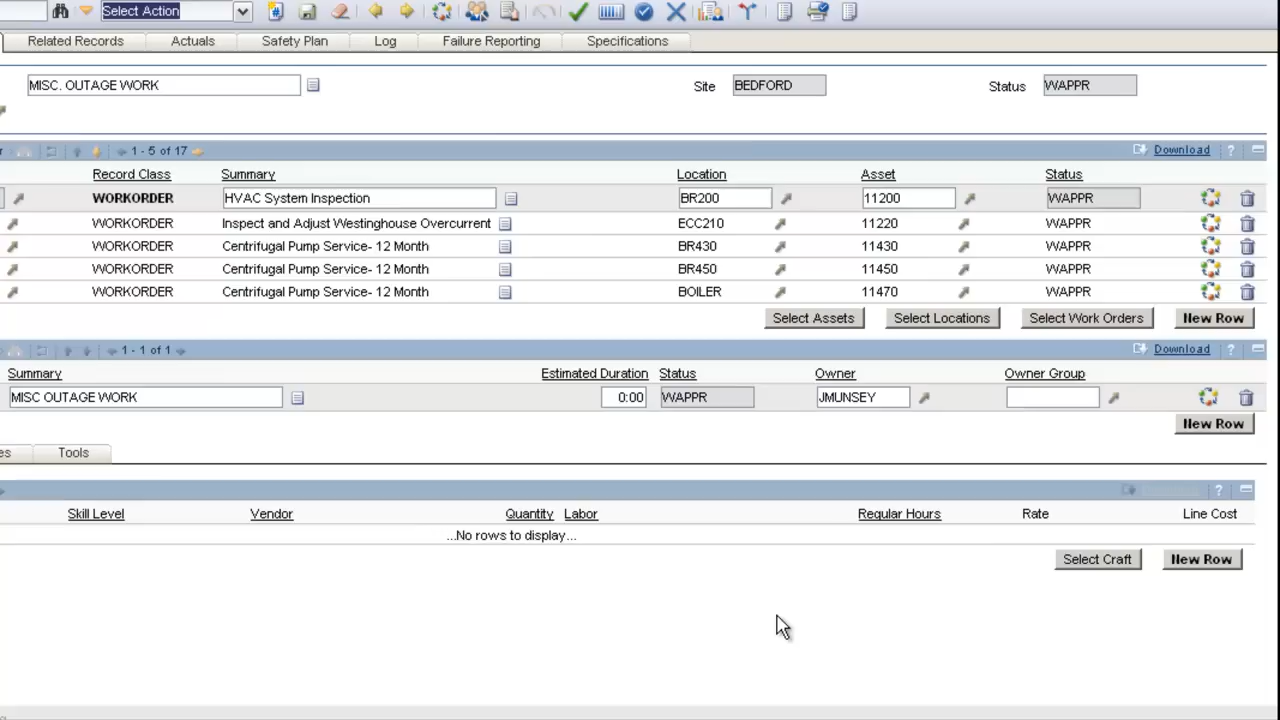 Select Action
Related Records Actuals Safety Plan Log Failure Reporting Specifications
MISC. OUTAGE WORK Site BEDFORD Status WAPPR
1 - 5 of 17 Download ?
Record Class Summary Location Asset Status
WORKORDER HVAC System Inspection BR200 11200 WAPPR
WORKORDER Inspect and Adjust Westinghouse Overcurrent ECC210 11220 WAPPR
WORKORDER Centrifugal Pump Service- 12 Month BR430 11430 WAPPR
WORKORDER Centrifugal Pump Service- 12 Month BR450 11450 WAPPR
WORKORDER Centrifugal Pump Service- 12 Month BOILER 11470 WAPPR
Select Assets Select Locations Select Work Orders New Row
1 - 1 of 1 Download ?
Summary Estimated Duration Status Owner Owner Group
MISC OUTAGE WORK 0:00 WAPPR JMUNSEY
New Row
es Tools
?
Skill Level Vendor Quantity Labor Regular Hours Rate Line Cost
...No rows to display...
Select Craft New Row